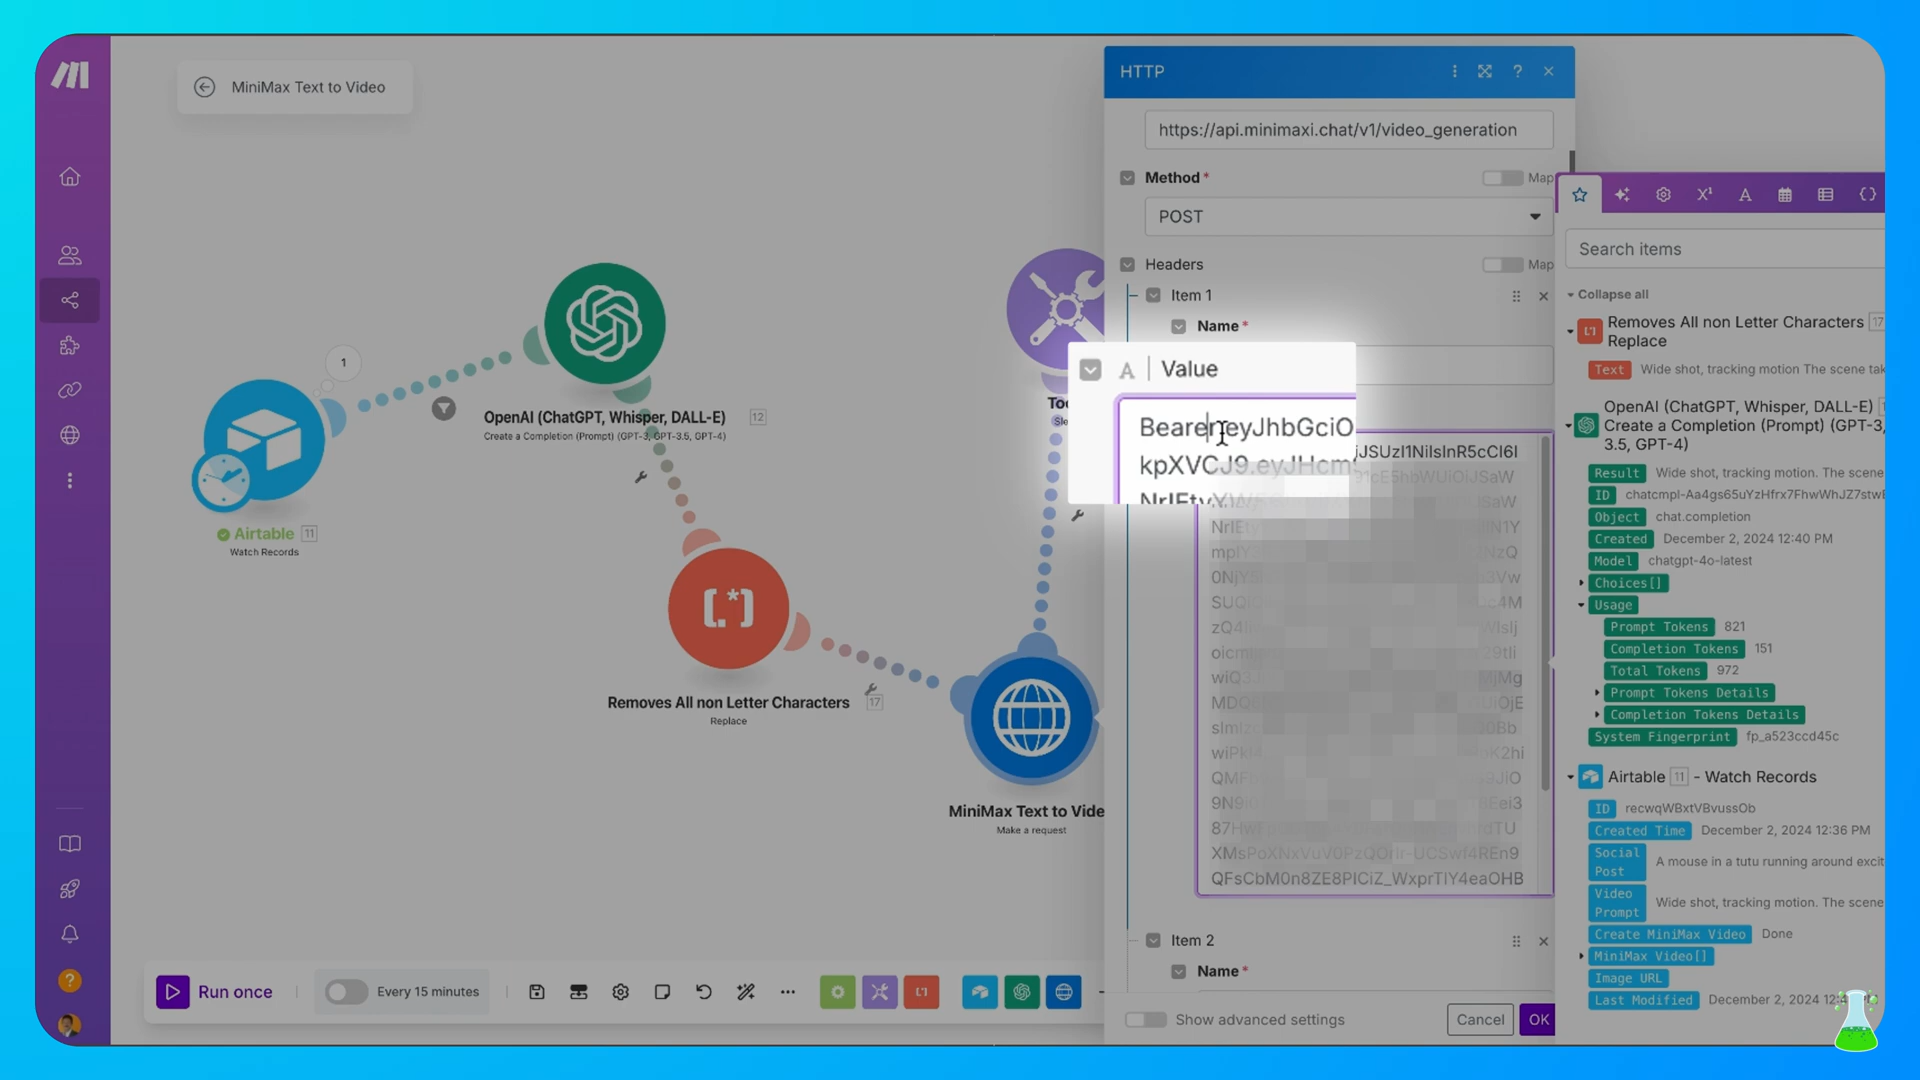 MiniMax Text to Video
HTTP
https://api.minimaxi.chat/v1/video_generation
Method *
Map
POST
Headers
Map
Item 1
Name *
A | Value
Bearer eyJhbGciO
kpXVCJ9.eyJHcm
1
OpenAI (ChatGPT, Whisper, DALL-E) 12
Create a Completion (Prompt) (GPT-3, GPT-3.5, GPT-4)
Airtable 11
Watch Records
Removes All non Letter Characters 17
Replace
MiniMax Text to Vide
Make a request
Item 2
Name *
Show advanced settings
Cancel
OK
Run once
Every 15 minutes
Search items
Collapse all
Removes All non Letter Characters 17
Replace
Text Wide shot, tracking motion The scene tak
OpenAI (ChatGPT, Whisper, DALL-E)
Create a Completion (Prompt) (GPT-3,
3.5, GPT-4)
Result Wide shot, tracking motion. The scene
ID chatcmpl-Aa4gs65uYzHfrx7FhwWhJZ7stwE
Object chat.completion
Created December 2, 2024 12:40 PM
Model chatgpt-4o-latest
Choices[]
Usage
Prompt Tokens 821
Completion Tokens 151
Total Tokens 972
Prompt Tokens Details
Completion Tokens Details
System Fingerprint fp_a523ccd45c
Airtable 11 - Watch Records
ID recwqWBxtVBvussOb
Created Time December 2, 2024 12:36 PM
Social Post A mouse in a tutu running around excit
Video Prompt Wide shot, tracking motion. The scene
Create MiniMax Video Done
MiniMax Video[]
Image URL
Last Modified December 2, 2024 12:4